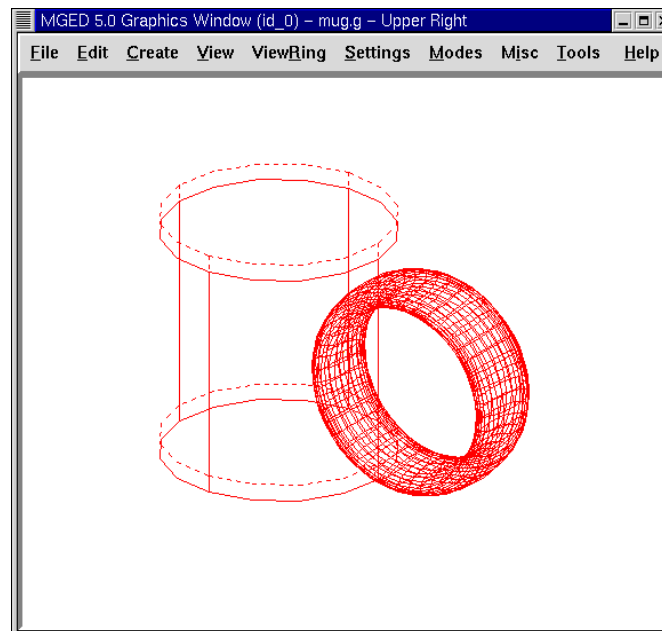 MGED 5.0 Graphics Window (id_0) – mug.g – Upper Right
File Edit Create View ViewRing Settings Modes Misc Tools Help